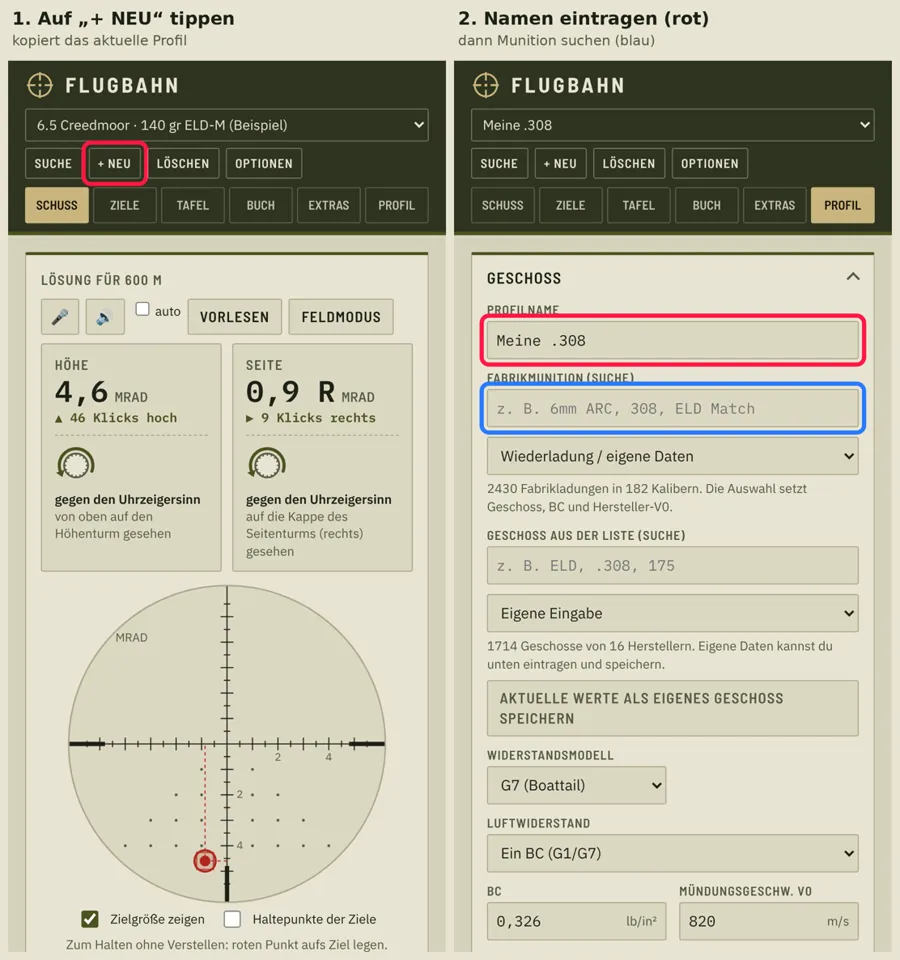 1. Auf „+ NEU“ tippen
kopiert das aktuelle Profil
FLUGBAHN
6.5 Creedmoor · 140 gr ELD-M (Beispiel)
SUCHE
+ NEU
LÖSCHEN
OPTIONEN
SCHUSS
ZIELE
TAFEL
BUCH
EXTRAS
PROFIL
LÖSUNG FÜR 600 M
auto
VORLESEN
FELDMODUS
HÖHE
4,6 MRAD
▲ 46 Klicks hoch
gegen den Uhrzeigersinn
von oben auf den
Höhenturm gesehen
SEITE
0,9 R MRAD
▶ 9 Klicks rechts
gegen den Uhrzeigersinn
auf die Kappe des
Seitenturms (rechts)
gesehen
MRAD
2
4
2
4
Zielgröße zeigen
Haltepunkte der Ziele
Zum Halten ohne Verstellen: roten Punkt aufs Ziel legen.
2. Namen eintragen (rot)
dann Munition suchen (blau)
FLUGBAHN
Meine .308
SUCHE
+ NEU
LÖSCHEN
OPTIONEN
SCHUSS
ZIELE
TAFEL
BUCH
EXTRAS
PROFIL
GESCHOSS
PROFILNAME
Meine .308
FABRIKMUNITION (SUCHE)
z. B. 6mm ARC, 308, ELD Match
Wiederladung / eigene Daten
2430 Fabrikladungen in 182 Kalibern. Die Auswahl setzt
Geschoss, BC und Hersteller-V0.
GESCHOSS AUS DER LISTE (SUCHE)
z. B. ELD, .308, 175
Eigene Eingabe
1714 Geschosse von 16 Herstellern. Eigene Daten kannst du
unten eintragen und speichern.
AKTUELLE WERTE ALS EIGENES GESCHOSS
SPEICHERN
WIDERSTANDSMODELL
G7 (Boattail)
LUFTWIDERSTAND
Ein BC (G1/G7)
BC
0,326 lb/in²
MÜNDUNGSGESCHW. V0
820 m/s